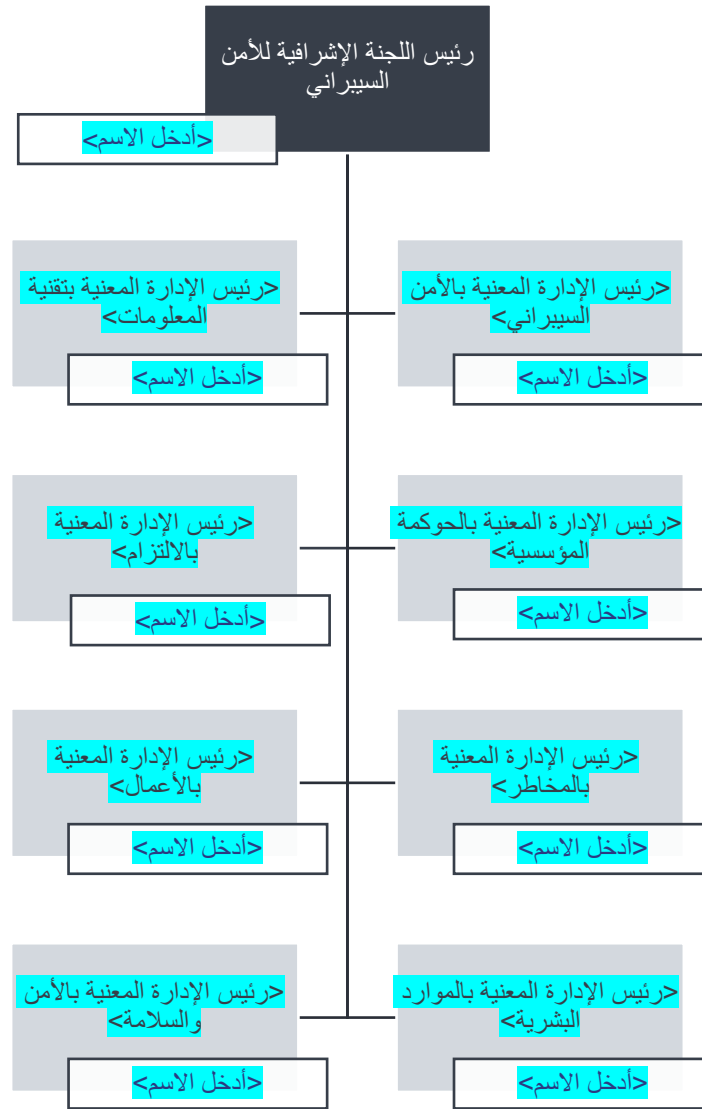 رئيس اللجنة الإشرافية للأمن
السيبراني
<أدخل الاسم>
<رئيس الإدارة المعنية بالأمن
السيبراني>
<أدخل الاسم>
<رئيس الإدارة المعنية بتقنية
المعلومات>
<أدخل الاسم>
<رئيس الإدارة المعنية بالحوكمة
المؤسسية>
<أدخل الاسم>
<رئيس الإدارة المعنية
بالالتزام>
<أدخل الاسم>
<رئيس الإدارة المعنية
بالمخاطر>
<أدخل الاسم>
<رئيس الإدارة المعنية
بالأعمال>
<أدخل الاسم>
<رئيس الإدارة المعنية بالموارد
البشرية>
<أدخل الاسم>
<رئيس الإدارة المعنية بالأمن
والسلامة>
<أدخل الاسم>